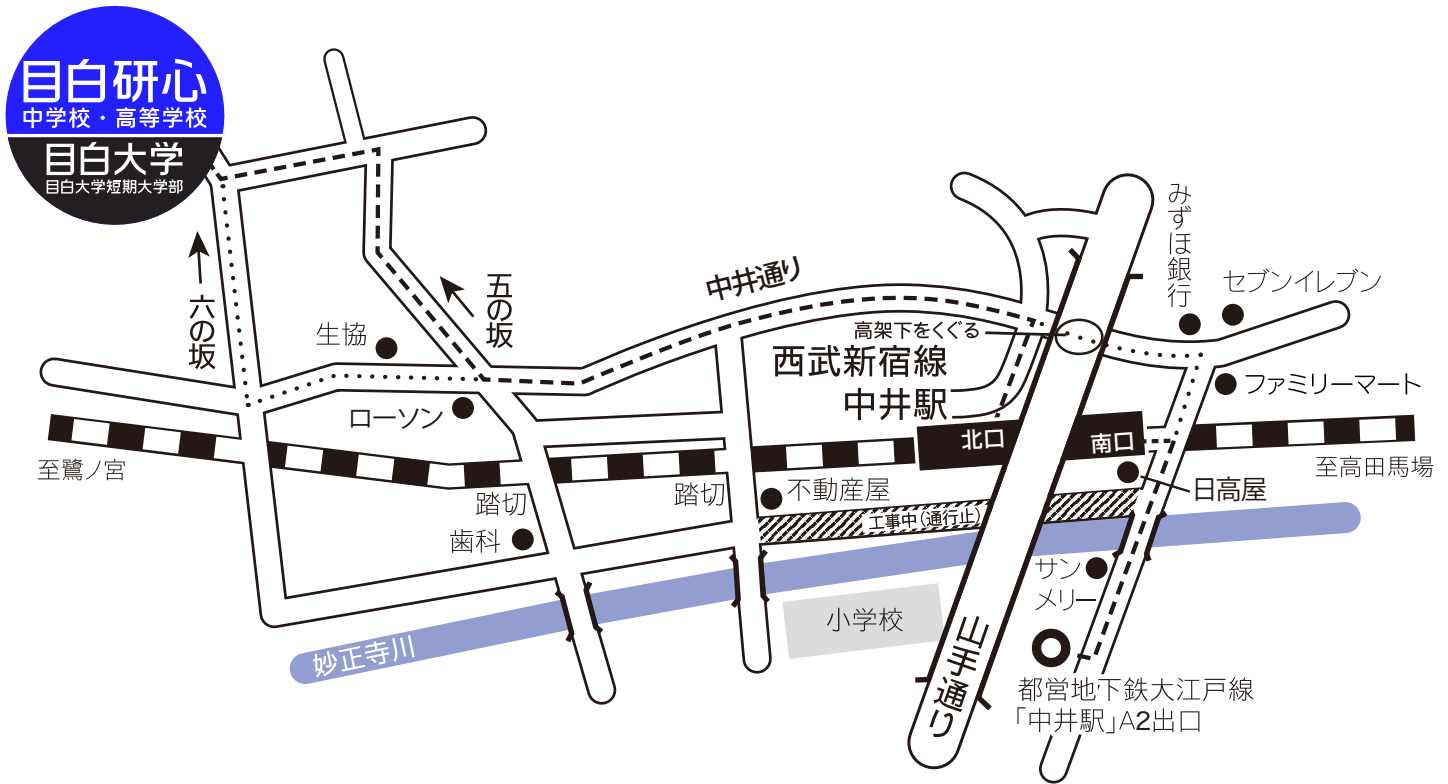 目白研心
中学校・高等学校
目白大学
目白大学短期大学部
六の坂
五の坂
中井通り
みずほ銀行
セブンイレブン
生協
高架下をくぐる
西武新宿線
中井駅
ファミリーマート
ローソン
北口
南口
至鷺ノ宮
至高田馬場
踏切
踏切
不動産屋
日高屋
工事中(通行止)
歯科
サン
メリー
小学校
妙正寺川
山手通り
都営地下鉄大江戸線
「中井駅」A2出口